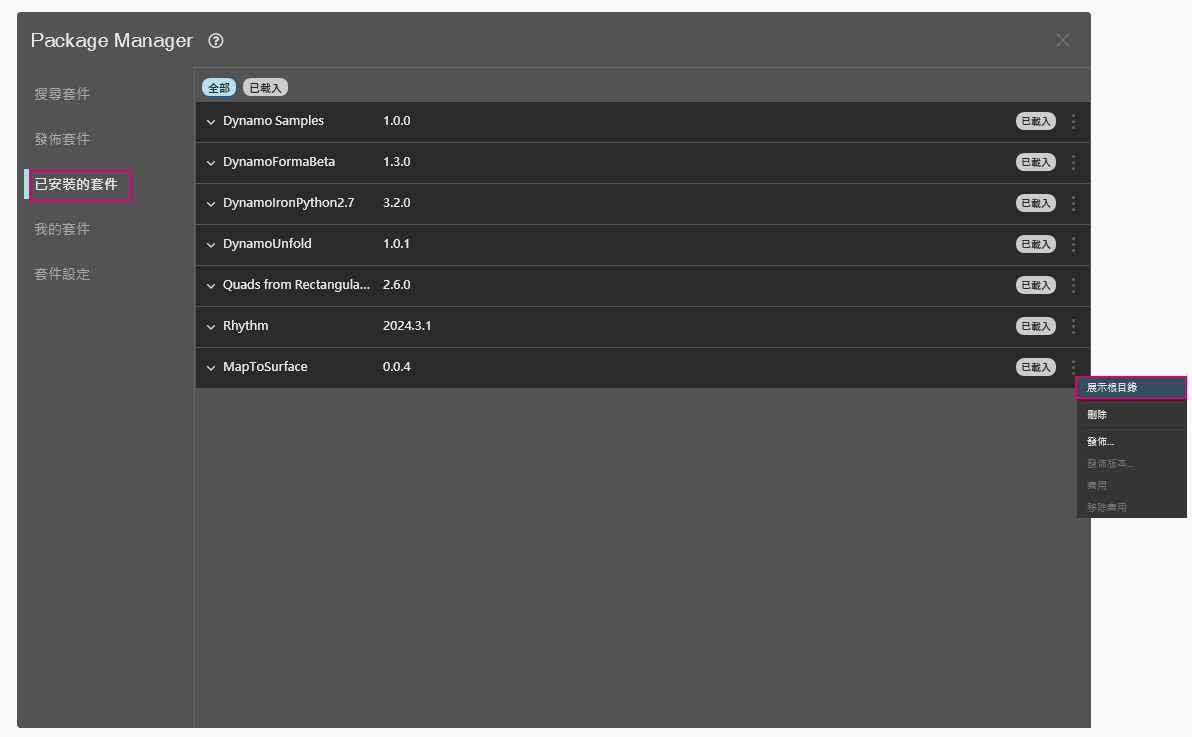 Package Manager
搜尋套件
發佈套件
已安裝的套件
我的套件
套件設定
全部 已載入
Dynamo Samples 1.0.0 已載入
DynamoFormaBeta 1.3.0 已載入
DynamoIronPython2.7 3.2.0 已載入
DynamoUnfold 1.0.1 已載入
Quads from Rectangula... 2.6.0 已載入
Rhythm 2024.3.1 已載入
MapToSurface 0.0.4 已載入
展示根目錄
刪除
發佈...
發佈版本...
棄用
移除棄用